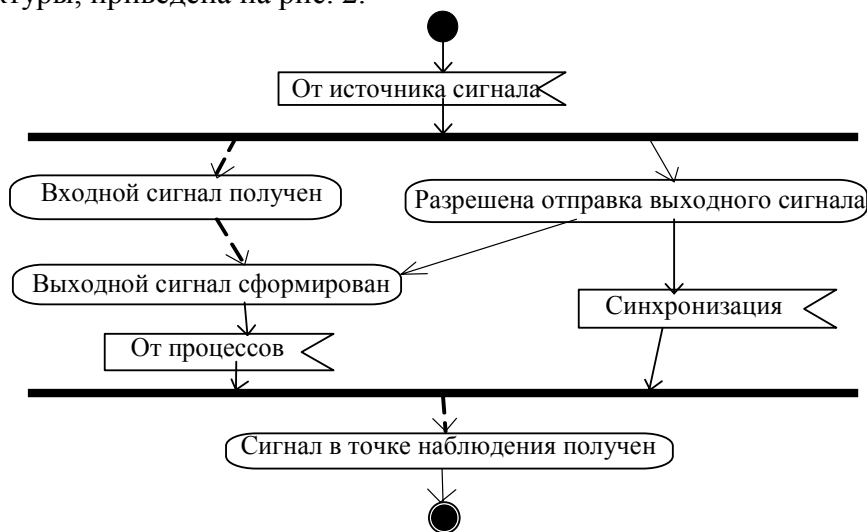 ктуры, приведена на рис. 2.
От источника сигнала
Входной сигнал получен
Разрешена отправка выходного сигнала
Выходной сигнал сформирован
Синхронизация
От процессов
Сигнал в точке наблюдения получен